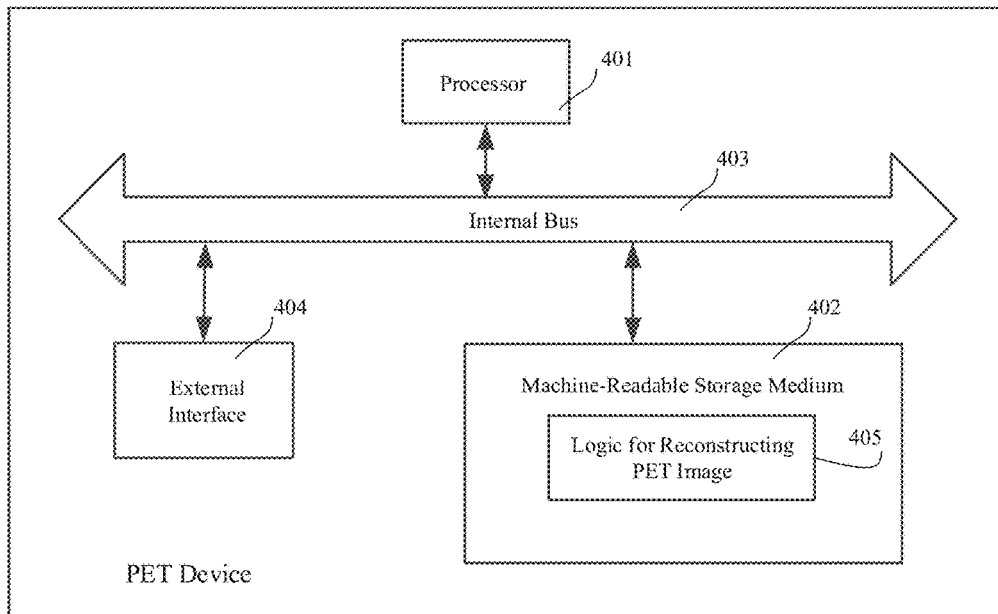 Processor
401
403
Internal Bus
404
402
External
Interface
Machine-Readable Storage Medium
Logic for Reconstructing
PET Image
405
PET Device